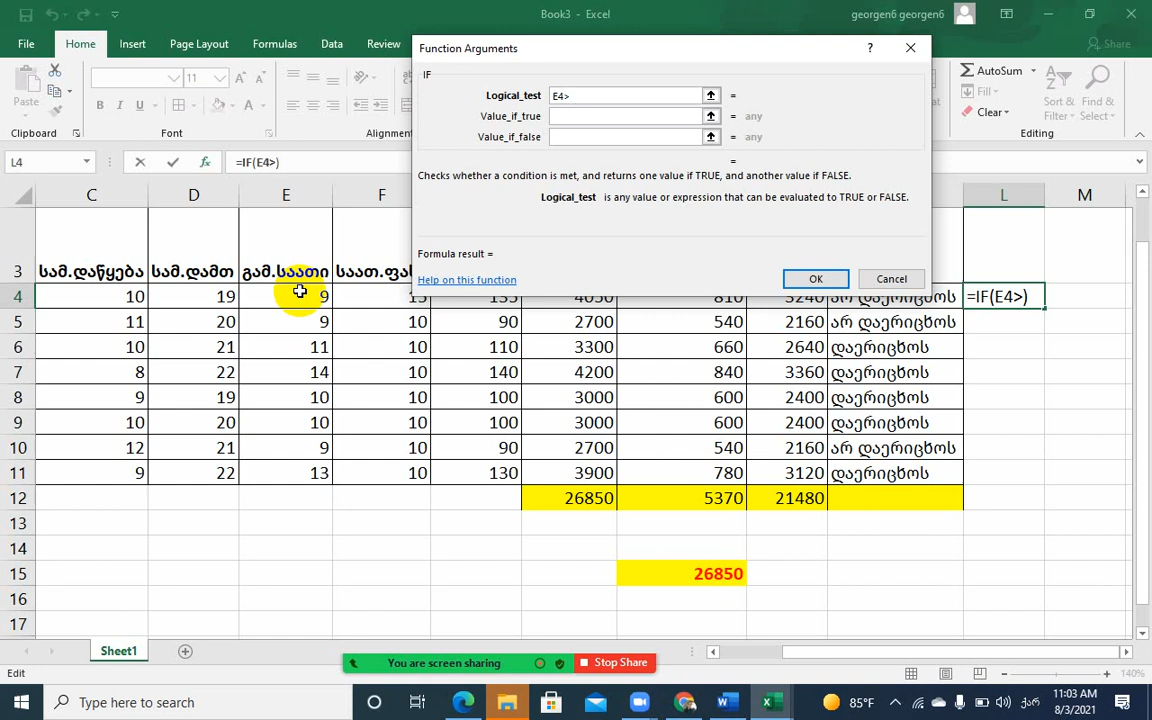 Book3 - Excel
georgen6 georgen6
File Home Insert Page Layout Formulas Data Review
Share
Function Arguments
?
IF
Logical_test E4> =
Value_if_true = any
Value_if_false = any
=
Checks whether a condition is met, and returns one value if TRUE, and another value if FALSE.
Logical_test is any value or expression that can be evaluated to TRUE or FALSE.
Formula result =
Help on this function
OK Cancel
Paste
11
B I U
Clipboard Font Alignment
AutoSum
Fill
Clear
Sort & Filter
Find & Select
Editing
L4 =IF(E4>)
C D E F L M
3 სამ.დაწყება სამ.დამთ გამ.საათი საათ.ფას
4 10 19 9 15 135 4050 810 3240 არ დაერიცხოს =IF(E4>)
5 11 20 9 10 90 2700 540 2160 არ დაერიცხოს
6 10 21 11 10 110 3300 660 2640 დაერიცხოს
7 8 22 14 10 140 4200 840 3360 დაერიცხოს
8 9 19 10 10 100 3000 600 2400 დაერიცხოს
9 10 20 10 10 100 3000 600 2400 დაერიცხოს
10 12 21 9 10 90 2700 540 2160 არ დაერიცხოს
11 9 22 13 10 130 3900 780 3120 დაერიცხოს
12 26850 5370 21480
13
14
15 26850
16
17
Sheet1
You are screen sharing Stop Share
Edit
140%
Type here to search
85°F
ქარ
11:03 AM
8/3/2021